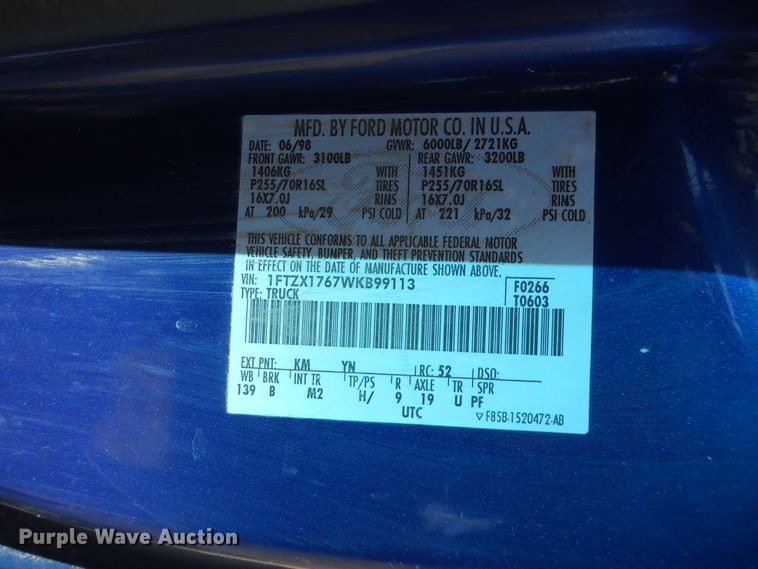 MFD. BY FORD MOTOR CO. IN U.S.A.
DATE: 06/98 GVWR: 6000LB/ 2721KG
FRONT GAWR: 3100LB REAR GAWR: 3200LB
1406KG WITH 1451KG WITH
P255/70R16SL TIRES P255/70R16SL TIRES
16X7.0J RIMS 16X7.0J RIMS
AT 200 kPa/29 PSI COLD AT 221 kPa/32 PSI COLD
THIS VEHICLE CONFORMS TO ALL APPLICABLE FEDERAL MOTOR
VEHICLE SAFETY, BUMPER, AND THEFT PREVENTION STANDARDS
IN EFFECT ON THE DATE OF MANUFACTURE SHOWN ABOVE.
VIN: 1FTZX1767WKB99113 F0266
TYPE: TRUCK T0603
EXT PNT: KM YN RC: 52 DSO:
WB BRK INT TR TP/PS R AXLE TR SPR
139 B M2 H/ 9 19 U PF
UTC F85B-1520472-AB
Purple Wave Auction